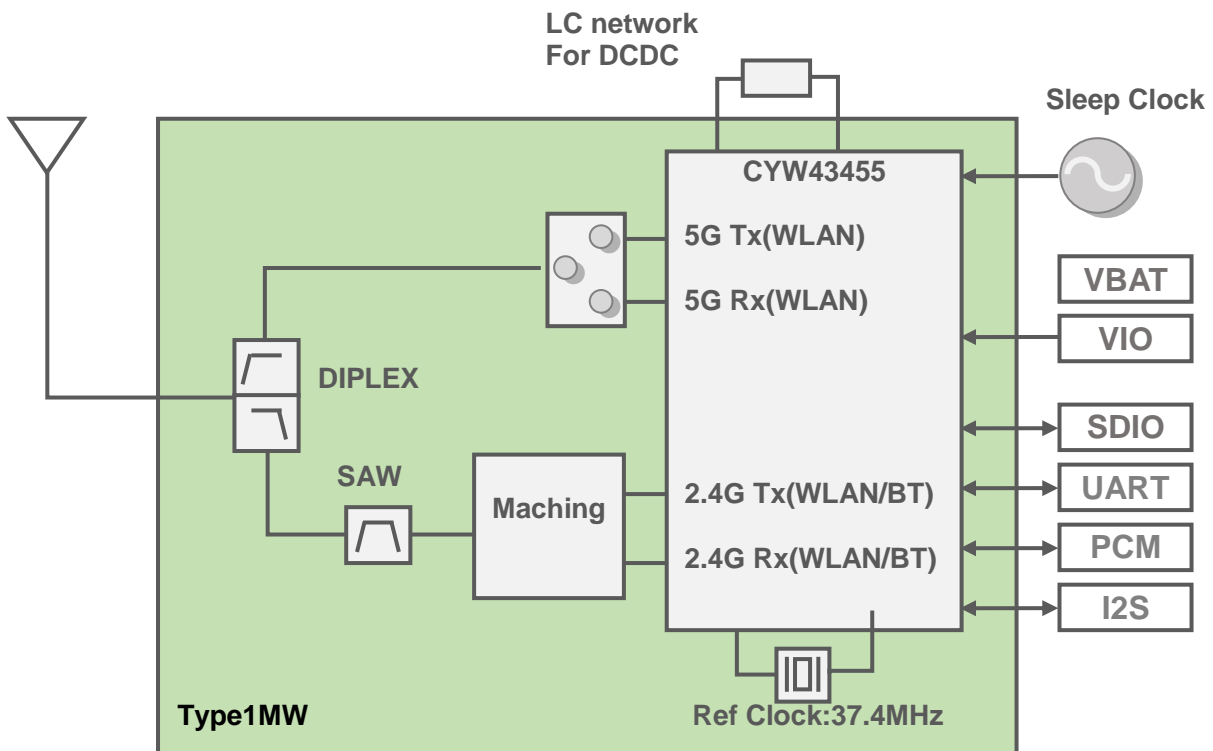 LC network
For DCDC
Sleep Clock
CYW43455
5G Tx(WLAN)
5G Rx(WLAN)
VBAT
VIO
DIPLEX
SDIO
SAW
UART
Maching
2.4G Tx(WLAN/BT)
PCM
2.4G Rx(WLAN/BT)
I2S
Type1MW
Ref Clock:37.4MHz